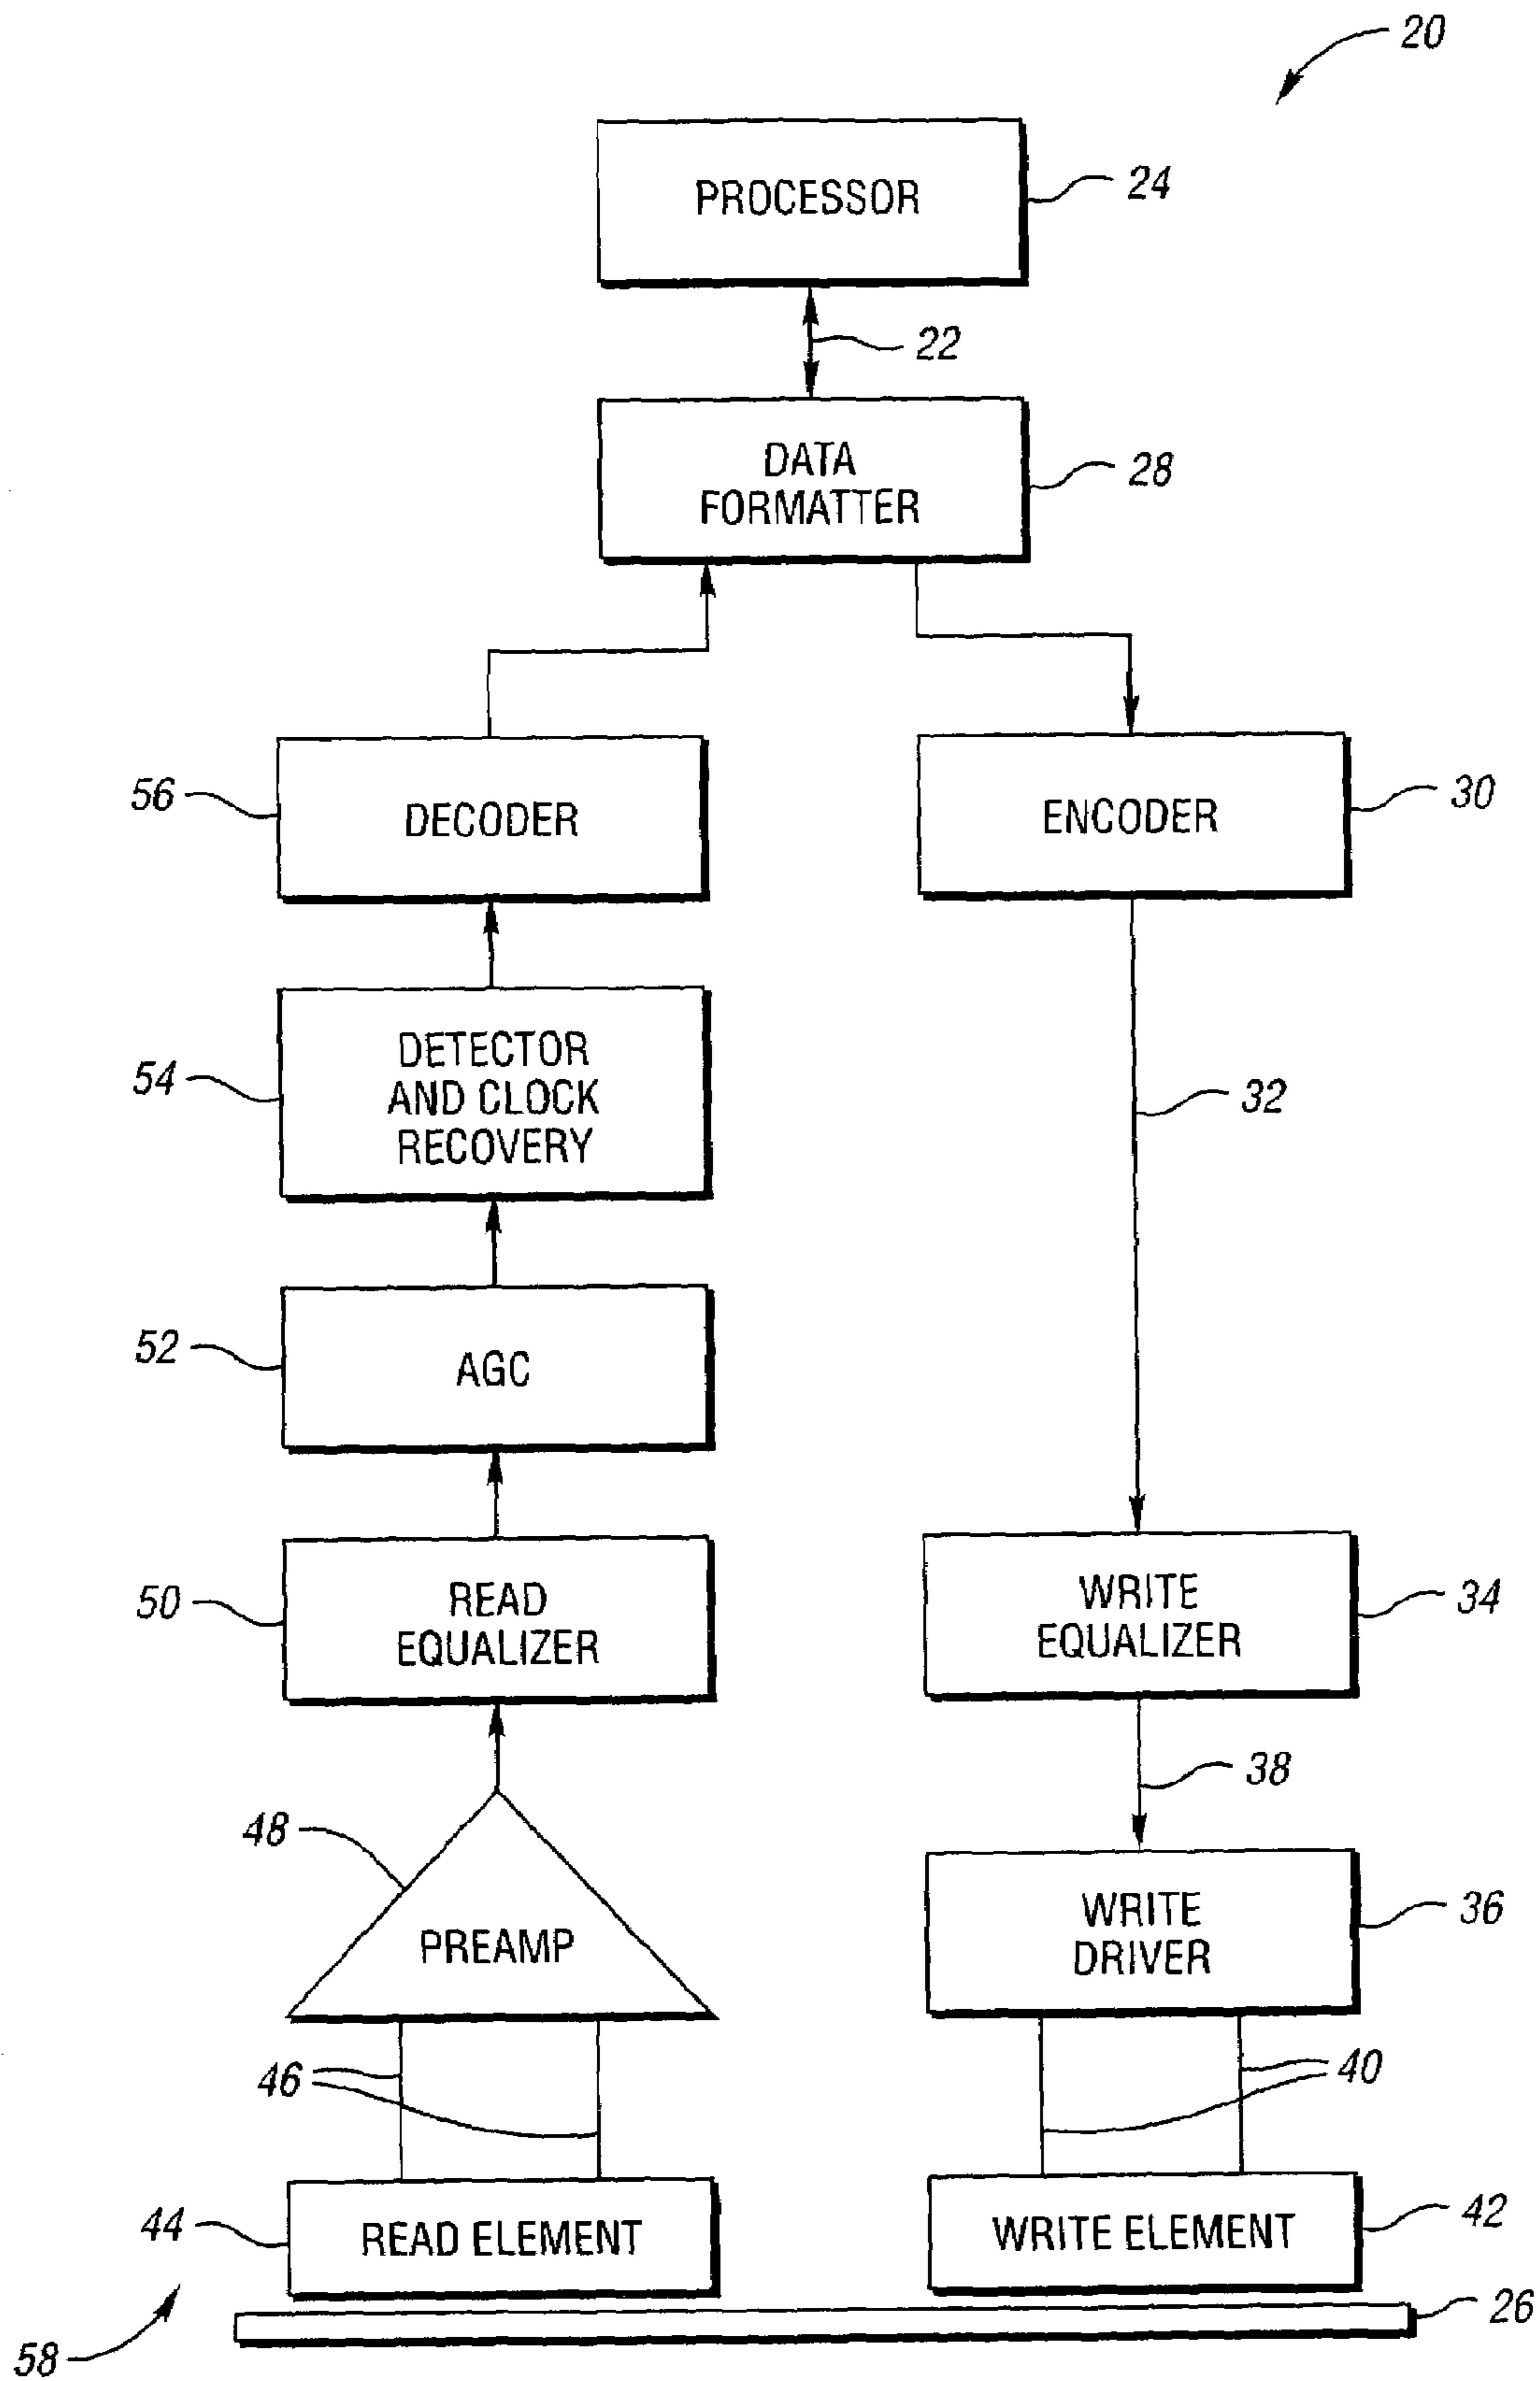 20
PROCESSOR
24
22
DATA
FORMATTER
28
56
DECODER
ENCODER
30
54
DETECTOR
AND CLOCK
RECOVERY
32
52
AGC
50
READ
EQUALIZER
WRITE
EQUALIZER
34
38
48
PREAMP
WRITE
DRIVER
36
46
40
44
READ ELEMENT
WRITE ELEMENT
42
26
58